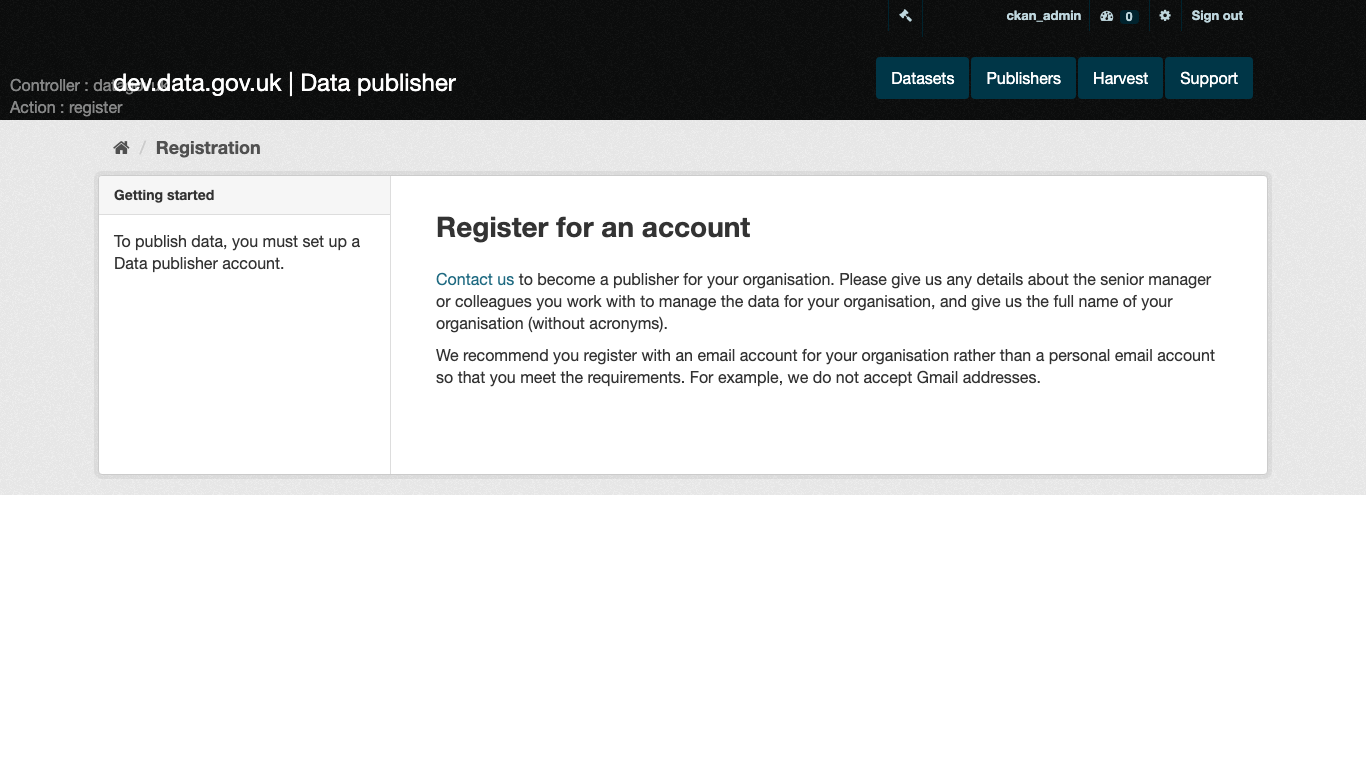 ckan_admin 0 Sign out
dev.data.gov.uk | Data publisher
Controller :
Action : register
Datasets Publishers Harvest Support
/ Registration
Getting started
To publish data, you must set up a
Data publisher account.
Register for an account
Contact us to become a publisher for your organisation. Please give us any details about the senior manager
or colleagues you work with to manage the data for your organisation, and give us the full name of your
organisation (without acronyms).
We recommend you register with an email account for your organisation rather than a personal email account
so that you meet the requirements. For example, we do not accept Gmail addresses.